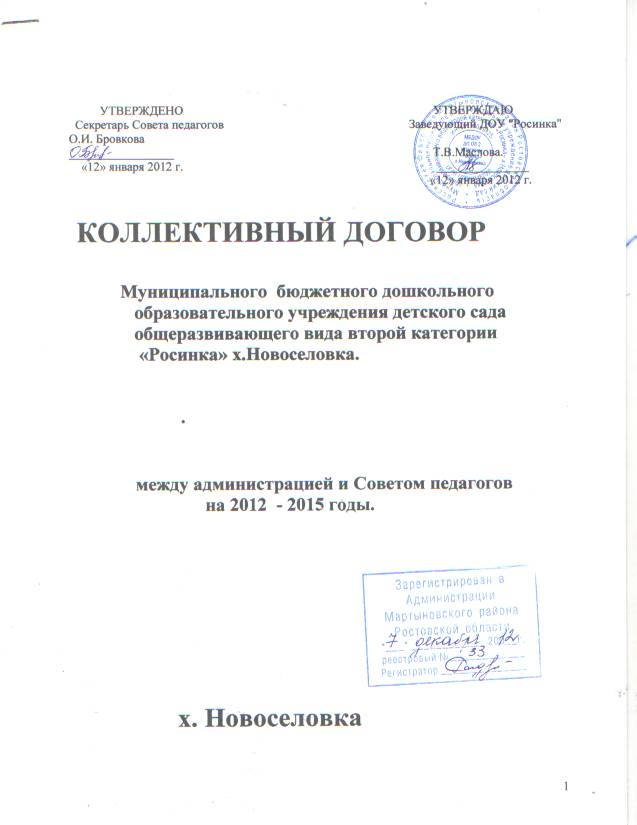 УТВЕРЖДЕНО
Секретарь Совета педагогов
О.И. Бровкова
«12» января 2012 г.
УТВЕРЖДАЮ
Заведующий ДОУ "Росинка"
Т.В.Маслова.
«12» января 2012 г.
КОЛЛЕКТИВНЫЙ ДОГОВОР
Муниципального бюджетного дошкольного
образовательного учреждения детского сада
общеразвивающего вида второй категории
«Росинка» х.Новоселовка.
между администрацией и Советом педагогов
на 2012 - 2015 годы.
Зарегистрирован в
Администрации
Мартыновского района
Ростовской области
7 декабря 2012 г.
реестровый № 33
Регистратор
х. Новоселовка
1